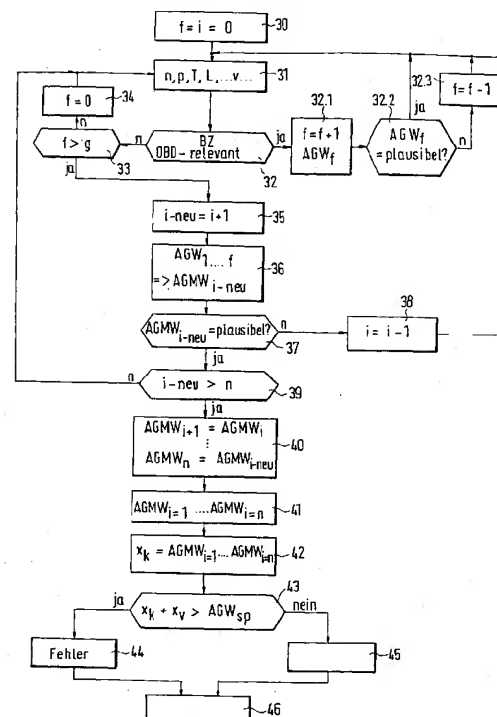 f = i = 0
30
n, p, T, L, ... v ...
31
34
f = 0
n
f > g
33
ja
n
BZ
OBD-relevant
32
ja
32.1
f = f + 1
AGW_f
32.2
ja
AGW_f
= plausibel?
n
32.3
f = f - 1
i-neu = i + 1
35
AGW_1....f
=> AGMW_i-neu
36
AGMW_i-neu = plausibel?
37
n
38
i = i - 1
ja
n
i-neu > n
39
ja
AGMW_i+1 = AGMW_i
⋮
AGMW_n = AGMW_i-neu
40
AGMW_i=1 .... AGMW_i=n
41
x_k = AGMW_i=1 ... AGMW_i=n
42
43
ja
x_k + x_v > AGW_sp
nein
Fehler
44
45
46